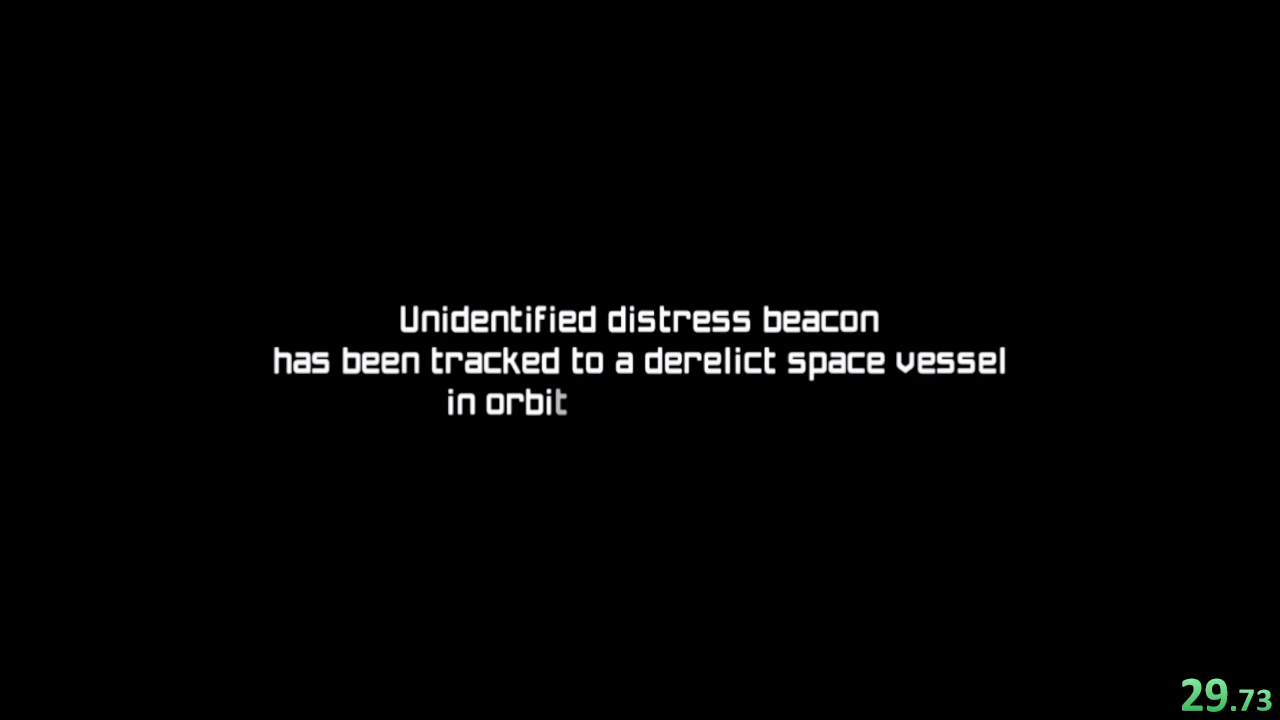 Unidentified distress beacon
has been tracked to a derelict space vessel
in orbit
29.73